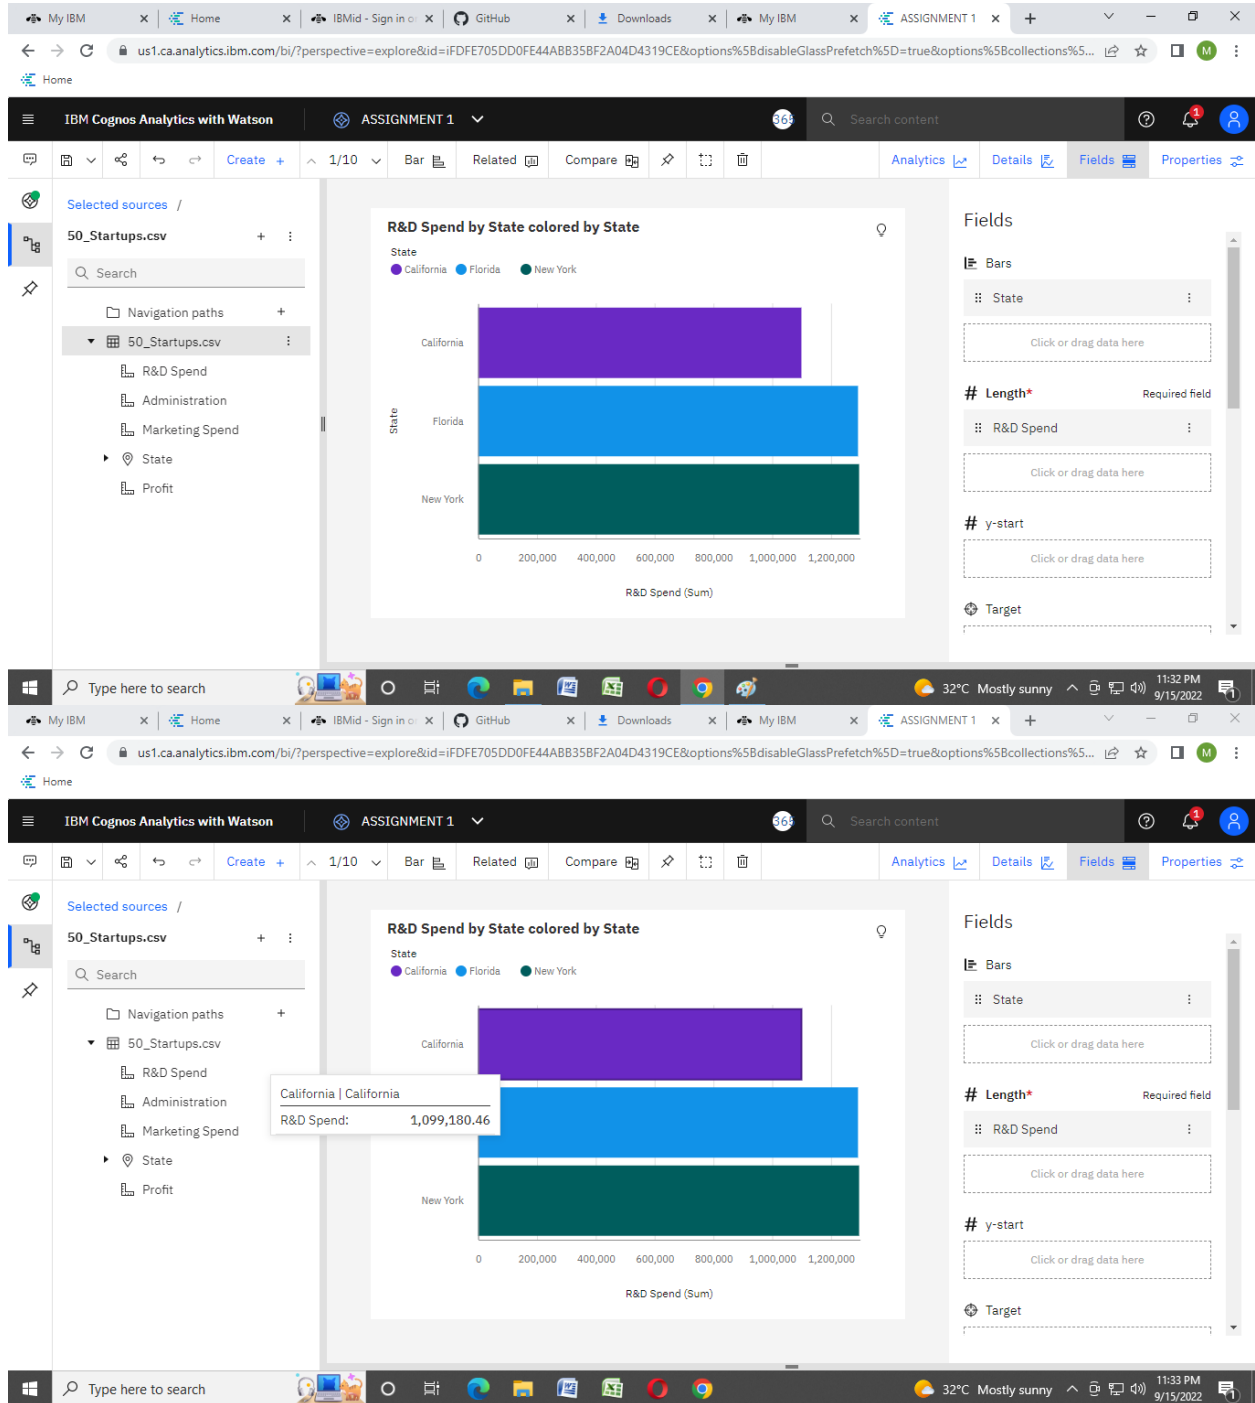 My IBM Home IBMid - Sign in o GitHub Downloads My IBM ASSIGNMENT 1
us1.ca.analytics.ibm.com/bi/?perspective=explore&id=iFDFE705DD0FE44ABB35BF2A04D4319CE&options%5BdisableGlassPrefetch%5D=true&options%5Bcollections%5... M
Home
IBM Cognos Analytics with Watson ASSIGNMENT 1 365 Search content 1
Create + 1/10 Bar Related Compare Analytics Details Fields Properties
Selected sources /
50_Startups.csv
Search
Navigation paths
50_Startups.csv
R&D Spend
Administration
Marketing Spend
State
Profit
R&D Spend by State colored by State
State
California Florida New York
California
Florida
New York
State
0 200,000 400,000 600,000 800,000 1,000,000 1,200,000
R&D Spend (Sum)
Fields
Bars
State
Click or drag data here
# Length* Required field
R&D Spend
Click or drag data here
# y-start
Click or drag data here
Target
Type here to search 32°C Mostly sunny 11:32 PM
9/15/2022 1
My IBM Home IBMid - Sign in o GitHub Downloads My IBM ASSIGNMENT 1
us1.ca.analytics.ibm.com/bi/?perspective=explore&id=iFDFE705DD0FE44ABB35BF2A04D4319CE&options%5BdisableGlassPrefetch%5D=true&options%5Bcollections%5... M
Home
IBM Cognos Analytics with Watson ASSIGNMENT 1 365 Search content 1
Create + 1/10 Bar Related Compare Analytics Details Fields Properties
Selected sources /
50_Startups.csv
Search
Navigation paths
50_Startups.csv
R&D Spend
Administration
Marketing Spend
State
Profit
R&D Spend by State colored by State
State
California Florida New York
California
California | California
R&D Spend: 1,099,180.46
New York
0 200,000 400,000 600,000 800,000 1,000,000 1,200,000
R&D Spend (Sum)
Fields
Bars
State
Click or drag data here
# Length* Required field
R&D Spend
Click or drag data here
# y-start
Click or drag data here
Target
Type here to search 32°C Mostly sunny 11:33 PM
9/15/2022 1